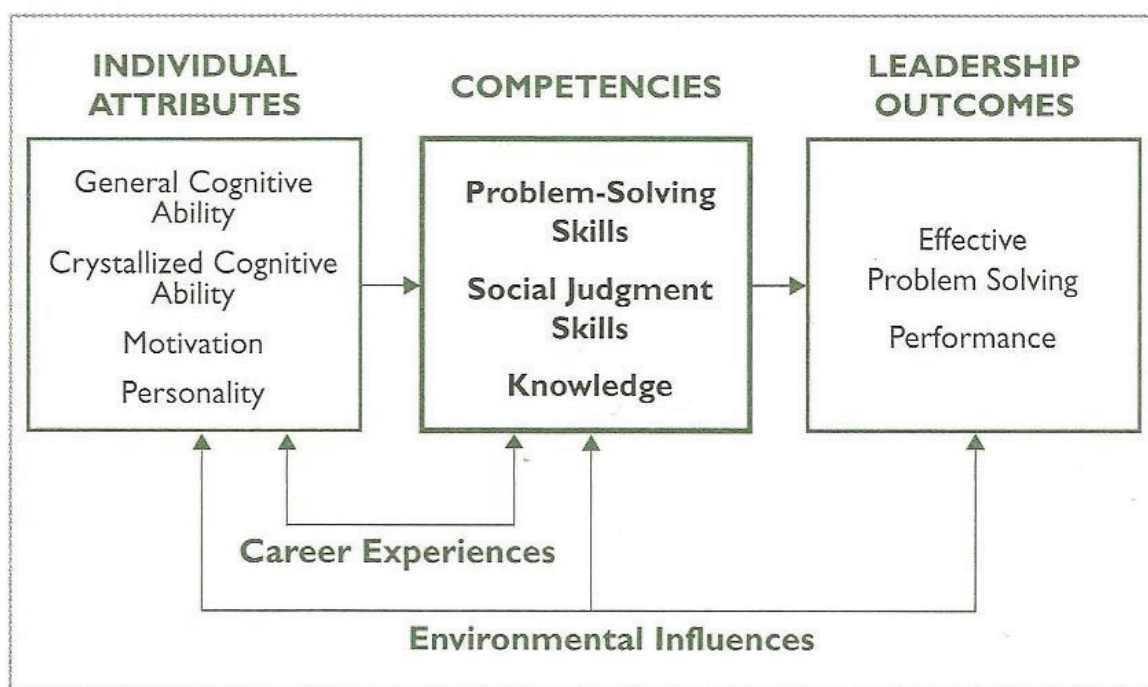 INDIVIDUAL
ATTRIBUTES
General Cognitive
Ability
Crystallized Cognitive
Ability
Motivation
Personality
COMPETENCIES
Problem-Solving
Skills
Social Judgment
Skills
Knowledge
LEADERSHIP
OUTCOMES
Effective
Problem Solving
Performance
Career Experiences
Environmental Influences